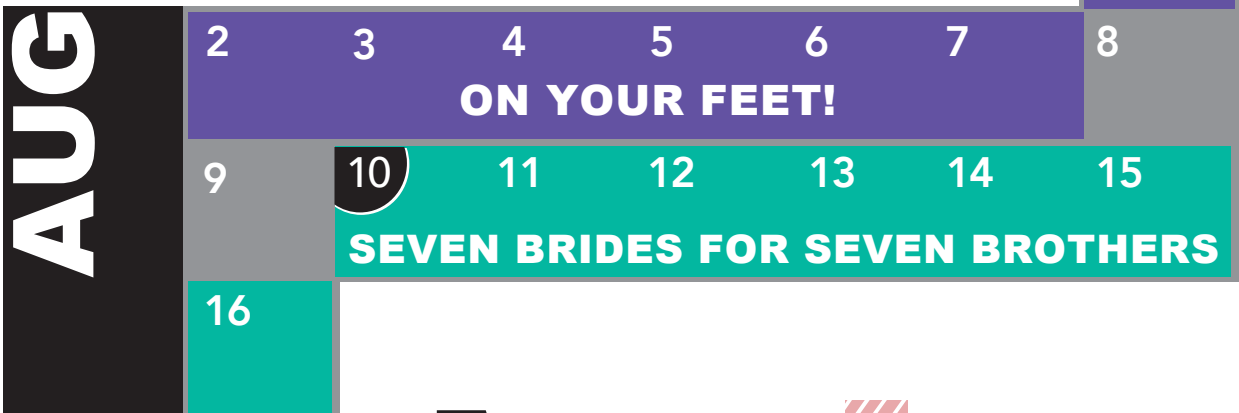 AUG
2 3 4 5 6 7 8
ON YOUR FEET!
9 10 11 12 13 14 15
SEVEN BRIDES FOR SEVEN BROTHERS
16